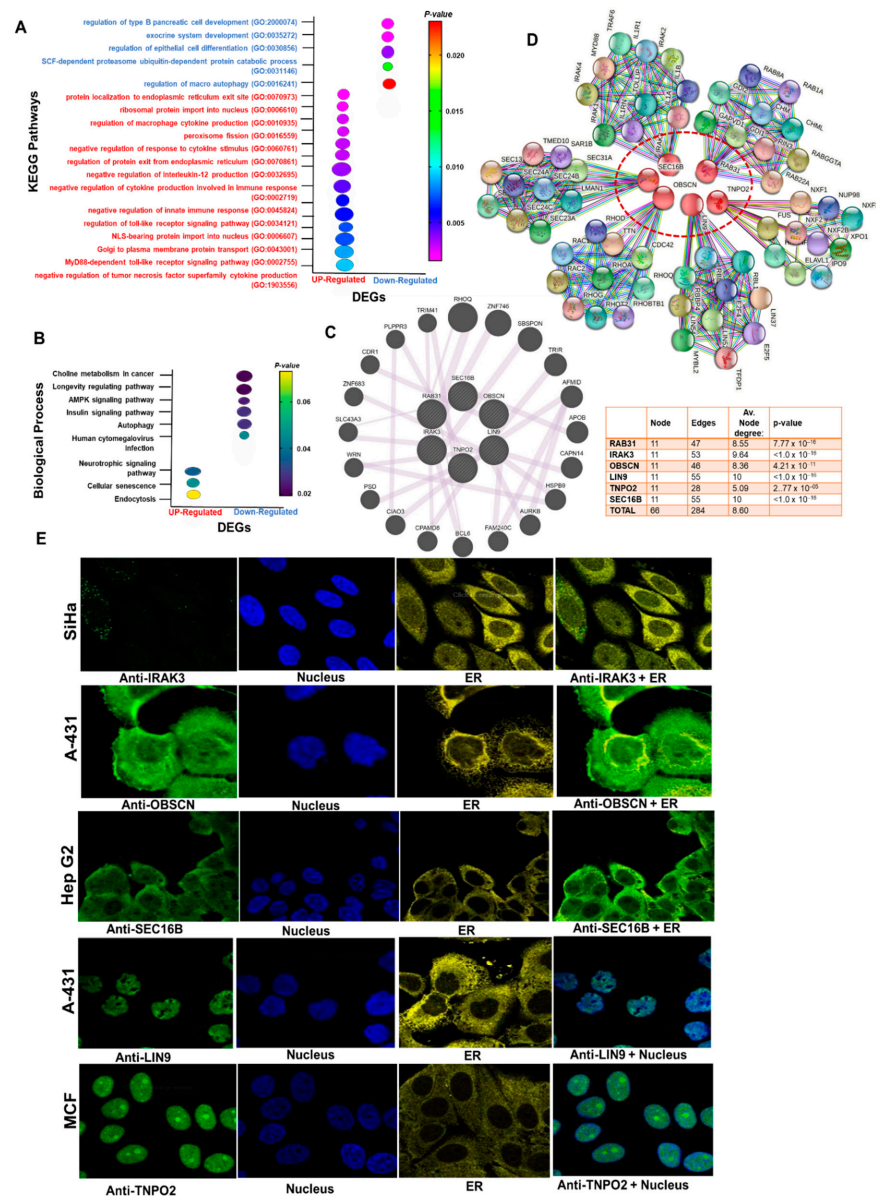 A
P-value
KEGG Pathways
regulation of type B pancreatic cell development (GO:2000074)
exocrine system development (GO:0035272)
regulation of epithelial cell differentiation (GO:0030856)
SCF-dependent proteasome ubiquitin-dependent protein catabolic process
(GO:0031146)
regulation of macro autophagy (GO:0016241)
protein localization to endoplasmic reticulum exit site (GO:0070973)
ribosomal protein import into nucleus (GO:0006610)
regulation of macrophage cytokine production (GO:0010935)
peroxisome fission (GO:0016559)
negative regulation of response to cytokine stimulus (GO:0060761)
regulation of protein exit from endoplasmic reticulum (GO:0070861)
negative regulation of interleukin-12 production (GO:0032695)
negative regulation of cytokine production involved in immune response
(GO:0002719)
negative regulation of innate immune response (GO:0045824)
regulation of toll-like receptor signaling pathway (GO:0034121)
NLS-bearing protein import into nucleus (GO:0006607)
Golgi to plasma membrane protein transport (GO:0043001)
MyD88-dependent toll-like receptor signaling pathway (GO:0002755)
negative regulation of tumor necrosis factor superfamily cytokine production
(GO:1903556)
UP-Regulated Down-Regulated
DEGs
0.020
0.015
0.010
0.005
B
P-value
Biological Process
Choline metabolism in cancer
Longevity regulating pathway
AMPK signaling pathway
Insulin signaling pathway
Autophagy
Human cytomegalovirus
infection
Neurotrophic signaling
pathway
Cellular senescence
Endocytosis
UP-Regulated Down-Regulated
DEGs
0.06
0.04
0.02
C
RHOQ
ZNF746
SBSPON
TRIR
AFMID
APOB
CAPN14
HSPB9
AURKB
FAM240C
BCL6
CPAMD8
CIAO3
PSD
WRN
SLC43A3
ZNF683
CDR1
PLPPR3
TRIM41
SEC16B
RAB31
OBSCN
IRAK3
LIN9
TNPO2
D
TRAF6
MYD88
IL1R1
IRAK2
IRAK4
TOLLIP
IL1B
IRAK1
IL1RN
IL1A
RAB8A
RAB1A
GDI2
CHM
CHML
GAPVD1
GDI1
RIN3
RABGGTA
RAB22A
RAB31
SEC16B
OBSCN
TNPO2
LIN9
TMED10
SAR1B
SEC13
SEC31A
SEC24A
SEC24B
LMAN1
SEC24C
SEC23A
RHOD
TTN
CDC42
RHOA
RAC2
RHOQ
RHOG
RHOT2
RHOBTB1
NXF1
NUP98
FUS
NXF2
NXF2B
XPO1
ELAVL1
IPO9
RBL1
LIN37
RBBP4
E2F4
E2F5
MYBL2
TFDP1
Node Edges Av. Node degree: p-value
RAB31 11 47 8.55 7.77 x 10⁻¹⁶
IRAK3 11 53 9.64 <1.0 x 10⁻¹⁶
OBSCN 11 46 8.36 4.21 x 10⁻¹¹
LIN9 11 55 10 <1.0 x 10⁻¹⁶
TNPO2 11 28 5.09 2..77 x 10⁻⁰⁵
SEC16B 11 55 10 <1.0 x 10⁻¹⁶
TOTAL 66 284 8.60
E
SiHa
Anti-IRAK3 Nucleus ER Anti-IRAK3 + ER
A-431
Anti-OBSCN Nucleus ER Anti-OBSCN + ER
Hep G2
Anti-SEC16B Nucleus ER Anti-SEC16B + ER
A-431
Anti-LIN9 Nucleus ER Anti-LIN9 + Nucleus
MCF
Anti-TNPO2 Nucleus ER Anti-TNPO2 + Nucleus